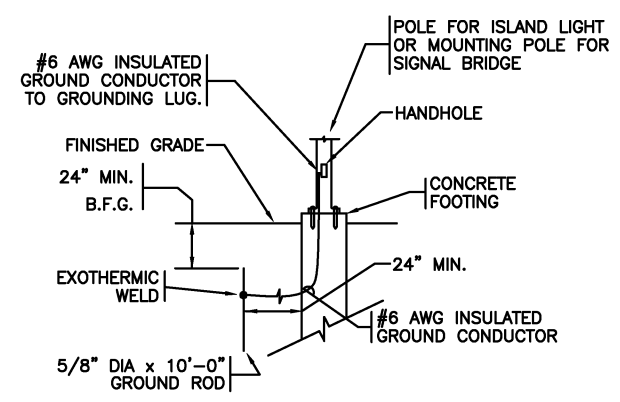 POLE FOR ISLAND LIGHT
OR MOUNTING POLE FOR
SIGNAL BRIDGE
#6 AWG INSULATED
GROUND CONDUCTOR
TO GROUNDING LUG.
HANDHOLE
FINISHED GRADE
24" MIN.
B.F.G.
CONCRETE
FOOTING
24" MIN.
EXOTHERMIC
WELD
#6 AWG INSULATED
GROUND CONDUCTOR
5/8" DIA x 10'-0"
GROUND ROD